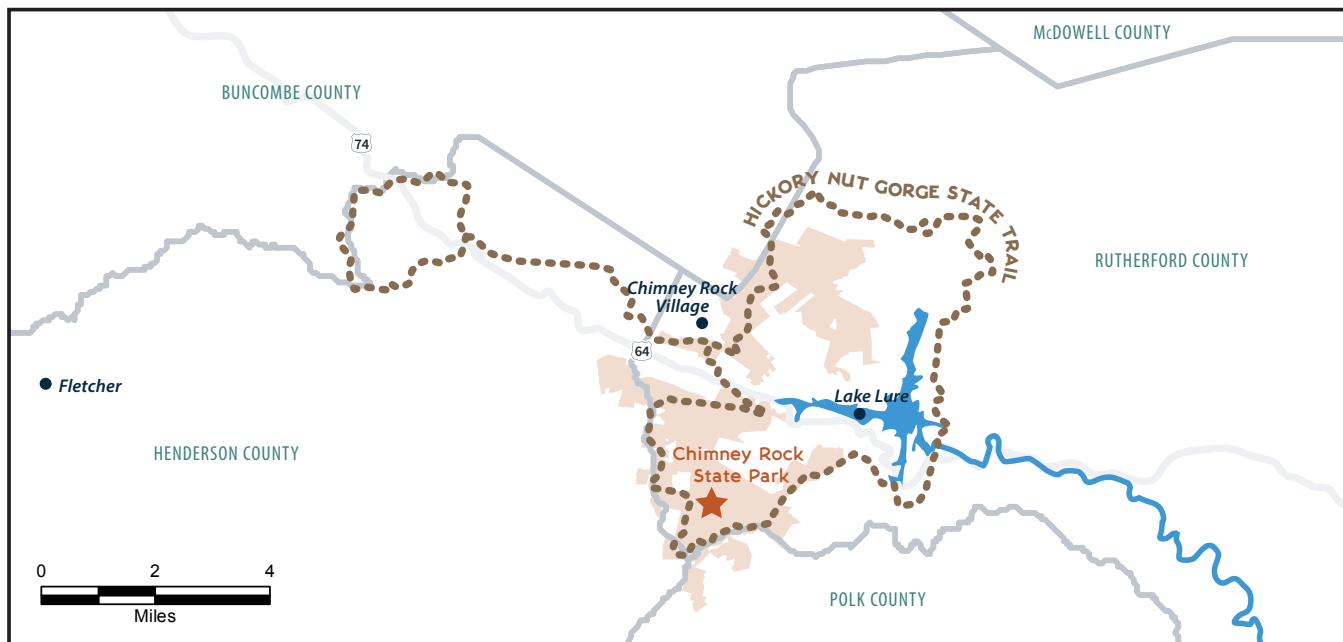 McDOWELL COUNTY
BUNCOMBE COUNTY
74
HICKORY NUT GORGE STATE TRAIL
RUTHERFORD COUNTY
Chimney Rock
Village
64
Fletcher
Lake Lure
HENDERSON COUNTY
Chimney Rock
State Park
0 2 4
Miles
POLK COUNTY